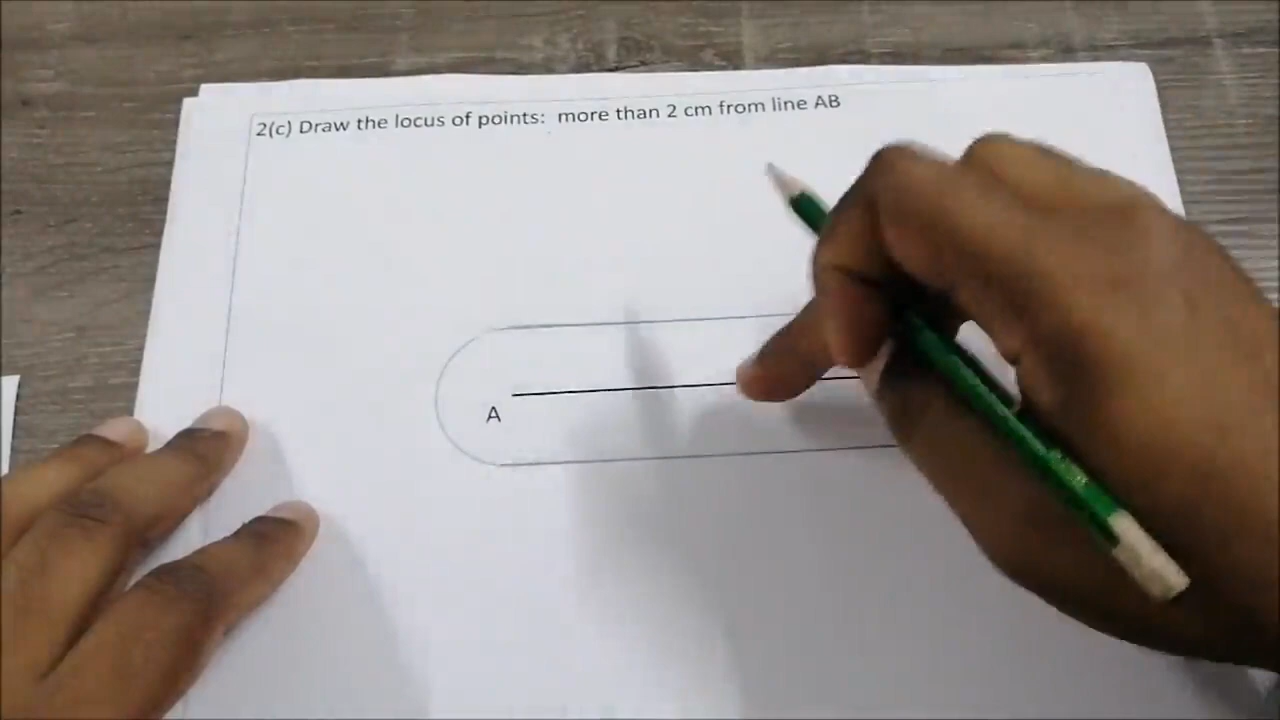 2(c) Draw the locus of points: more than 2 cm from line AB
A